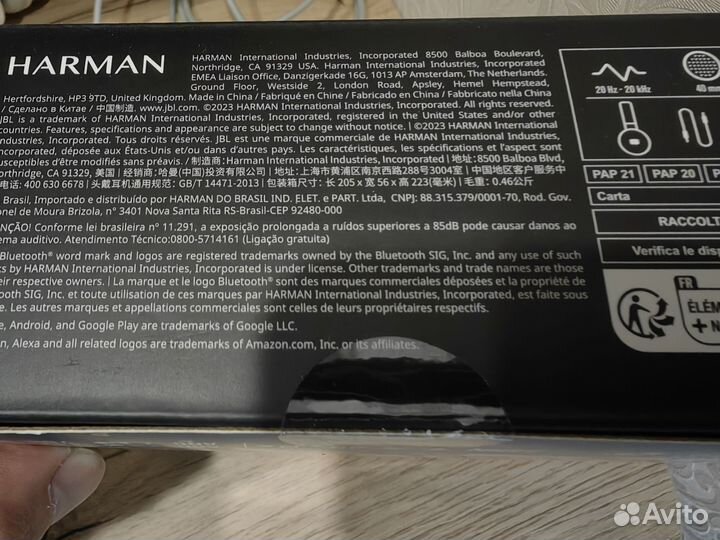 HARMAN
HARMAN International Industries, Incorporated 8500 Balboa Boulevard,
Northridge, CA 91329 USA. HARMAN International Industries, Incorporated
EMEA Liaison Office, Danzigerkade 16G, 1013 AP Amsterdam, The Netherlands.
Ground Floor, Westside 2, London Road, Apsley, Hemel Hempstead,
Hertfordshire, HP3 9TD, United Kingdom. Made in China / Fabricado en China
/ Сделано в Китае / 中国制造. www.jbl.com. / Fabriqué en China / Fabbricato nella China
©2023 HARMAN International Industries, Incorporated. All rights reserved.
JBL is a trademark of HARMAN International Industries, Incorporated, registered in the United States and/or other
countries. Features, specifications and appearance are subject to change without notice. | ©2023 HARMAN International
Industries, Incorporated. Tous droits réservés. JBL est une marque commerciale de HARMAN International Industries,
Incorporated, déposée aux États-Unis et/ou dans d'autres pays. Les caractéristiques, les spécifications et l'aspect sont
susceptibles d'être modifiés sans préavis. / 制造商: Harman International Industries, Incorporated | 地址: 8500 Balboa Blvd,
Northridge, CA 91329, 美国 | 经销商: 哈曼(中国)投资有限公司 | 地址: 上海市黄浦区南京西路288号3004室 | 中国地区客户服务中心
电话: 400 630 6678 | 头戴耳机通用规范: GB/T 14471-2013 | 包装箱尺寸: 长 205 x 宽 56 x 高 223(毫米) | 毛重: 0.46公斤
Brasil, Importado e distribuído por HARMAN DO BRASIL IND. ELET. e PART. Ltda, CNPJ: 88.315.379/0001-70, Rod. Gov.
onel de Moura Brizola, n° 3401 Nova Santa Rita RS-Brasil-CEP 92480-000
NÇÃO! Conforme lei brasileira n° 11.291, a exposição prolongada a ruídos superiores a 85dB pode causar danos ao
ema auditivo. Atendimento Técnico:0800-5714161 (Ligação gratuita)
Bluetooth® word mark and logos are registered trademarks owned by the Bluetooth SIG, Inc. and any use of such
ks by HARMAN International Industries, Incorporated is under license. Other trademarks and trade names are those
eir respective owners. | La marque et le logo Bluetooth® sont des marques déposées et la propriété de
ooth SIG, Inc. et toute utilisation de ces marques par HARMAN International Industries, Incorporated, est faite sous
e. Les autres marques et appellations commerciales sont celles de leurs propriétaires respectifs.
e, Android, and Google Play are trademarks of Google LLC.
n, Alexa and all related logos are trademarks of Amazon.com, Inc. or its affiliates.
20 Hz - 20 kHz
40 mm
PAP 21
PAP 20
P
Carta
RACCOLT
Verifica le disp
FR
ÉLÉM
+ N
Avito